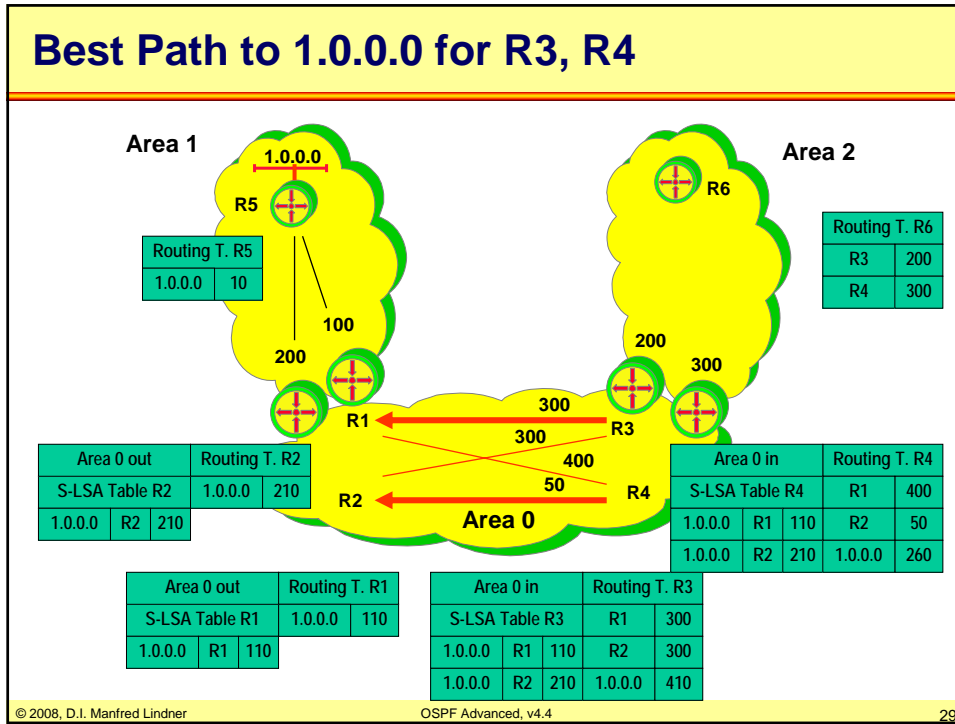 Best Path to 1.0.0.0 for R3, R4
Area 1
1.0.0.0
R5
Area 2
R6
Routing T. R5
1.0.0.0 10
Routing T. R6
R3 200
R4 300
100
200
200
300
R1
300
R3
300
400
50
R2
R4
Area 0
Area 0 out Routing T. R2
S-LSA Table R2 1.0.0.0 210
1.0.0.0 R2 210
Area 0 in Routing T. R4
S-LSA Table R4 R1 400
1.0.0.0 R1 110 R2 50
1.0.0.0 R2 210 1.0.0.0 260
Area 0 out Routing T. R1
S-LSA Table R1 1.0.0.0 110
1.0.0.0 R1 110
Area 0 in Routing T. R3
S-LSA Table R3 R1 300
1.0.0.0 R1 110 R2 300
1.0.0.0 R2 210 1.0.0.0 410
© 2008, D.I. Manfred Lindner OSPF Advanced, v4.4 29